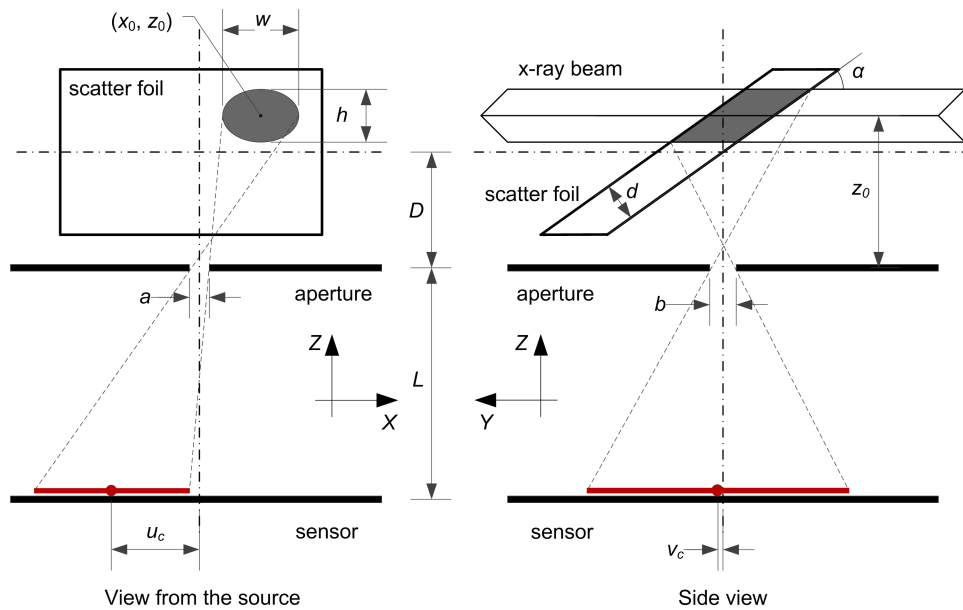 (x0, z0)
w
scatter foil
h
D
a
aperture
Z
X
L
sensor
uc
View from the source
x-ray beam
α
scatter foil
d
z0
aperture
b
Z
Y
sensor
vc
Side view